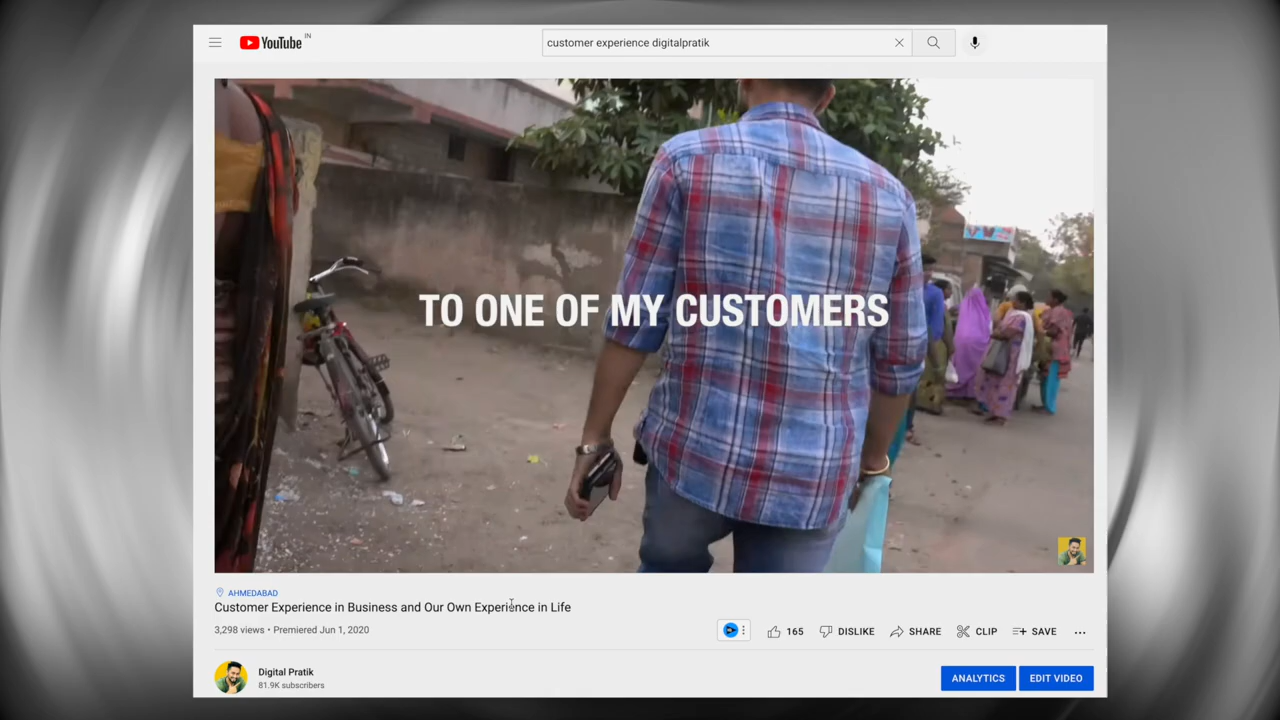 YouTube IN
customer experience digitalpratik
TO ONE OF MY CUSTOMERS
AHMEDABAD
Customer Experience in Business and Our Own Experience in Life
3,298 views • Premiered Jun 1, 2020
165 DISLIKE SHARE CLIP SAVE
Digital Pratik
81.9K subscribers
ANALYTICS EDIT VIDEO